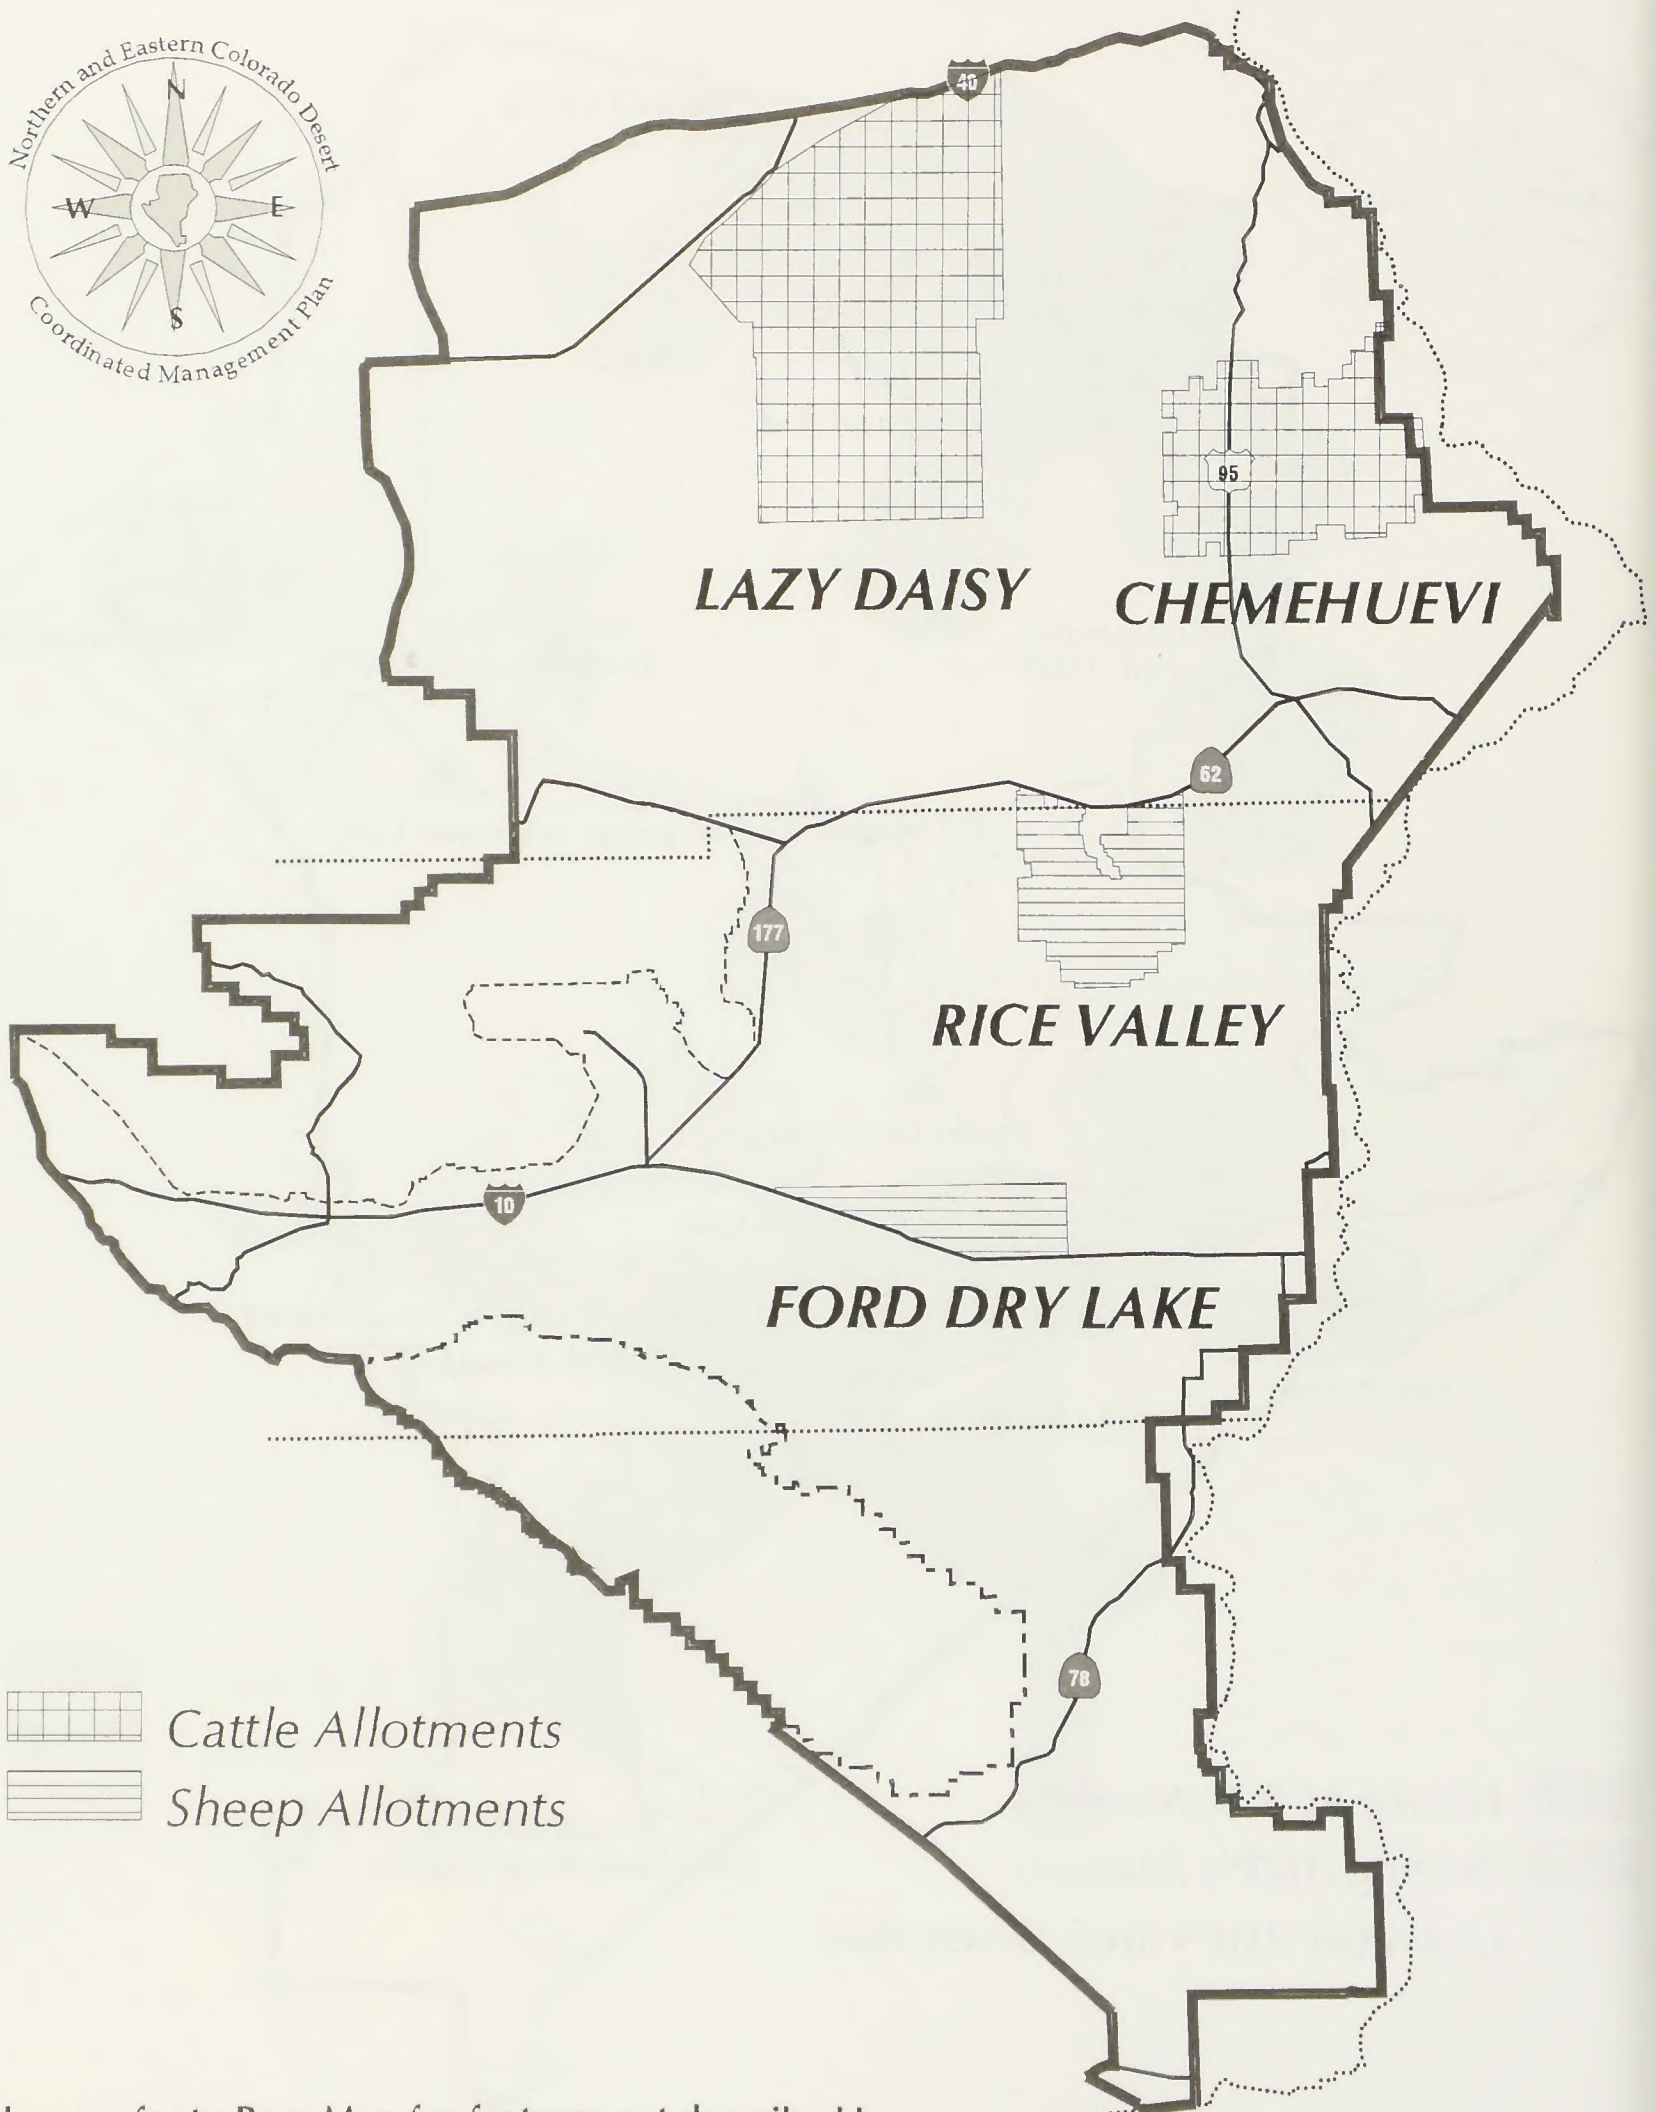 Northern and Eastern Colorado Desert
N
W
E
S
Coordinated Management Plan
40
95
LAZY DAISY
CHEMEHUEVI
62
177
RICE VALLEY
10
FORD DRY LAKE
78
Cattle Allotments
Sheep Allotments